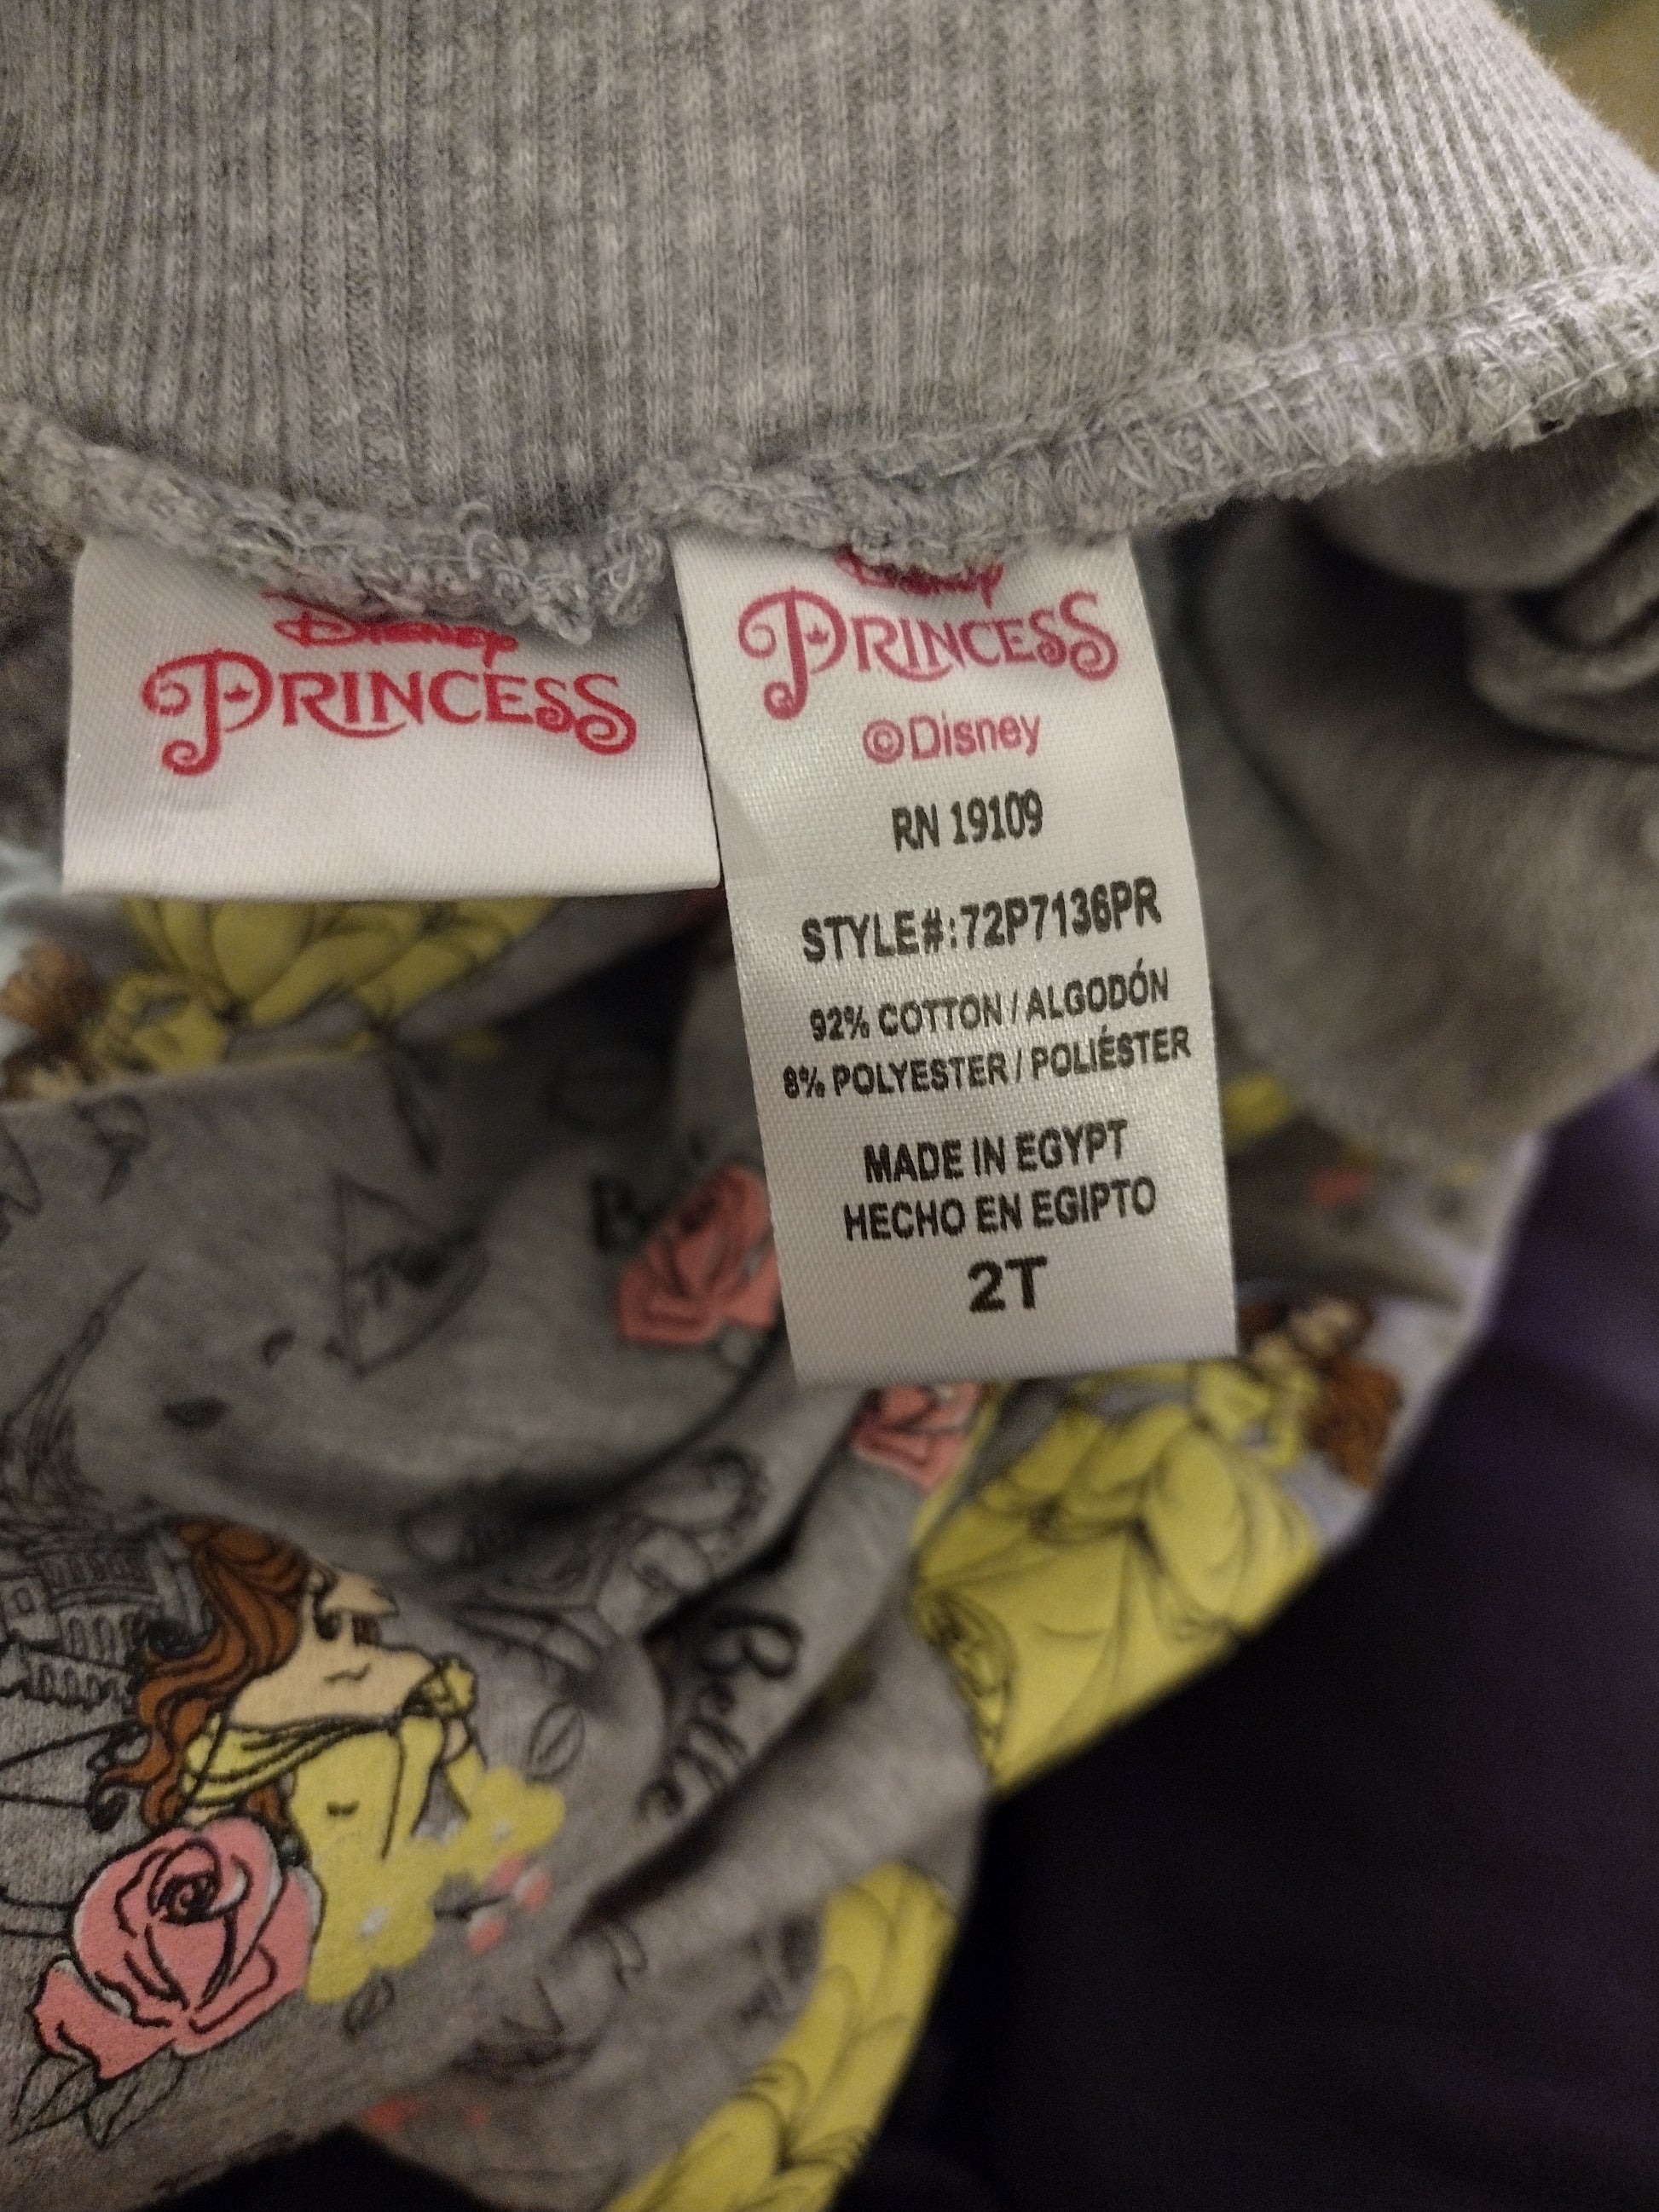 Disney
PRINCESS
Disney
PRINCESS
©Disney
RN 19109
STYLE#:72P7136PR
92% COTTON / ALGODÓN
8% POLYESTER / POLIÉSTER
MADE IN EGYPT
HECHO EN EGIPTO
2T
Belle